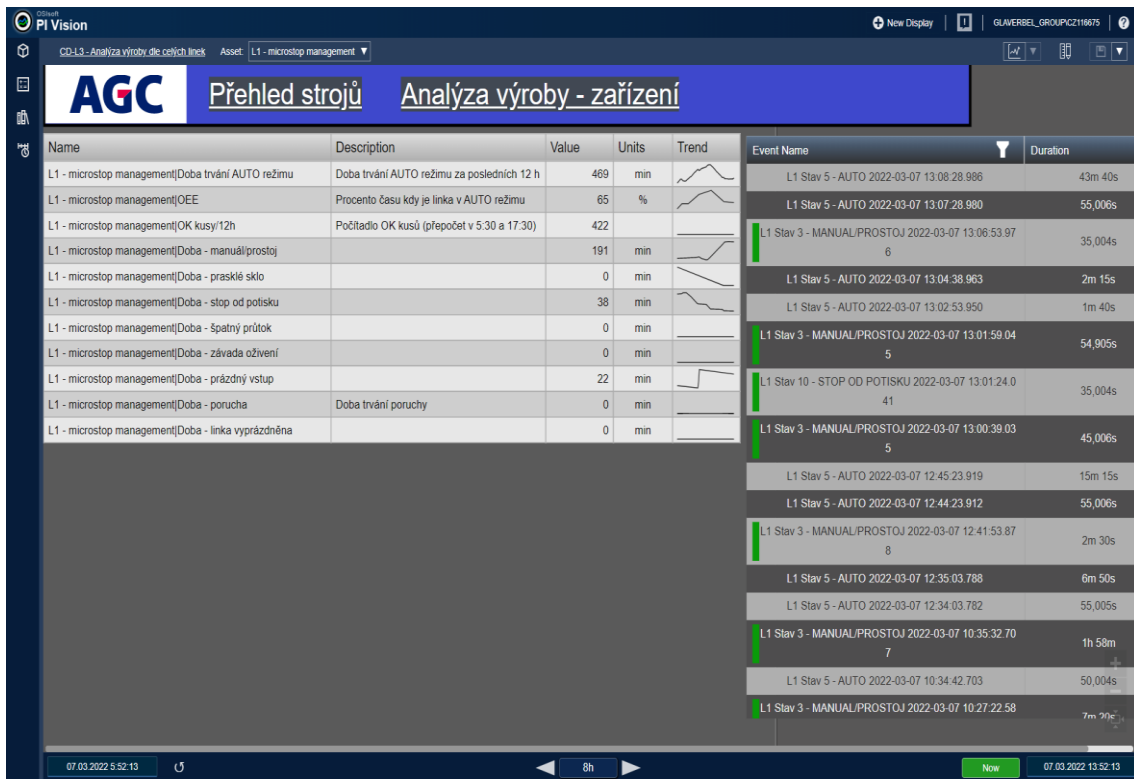 OSIsoft
PI Vision
New Display
GLAVERBEL_GROUP\CZ116675
CD-L3 - Analýza výroby dle celých linek Asset: L1 - microstop management
AGC Přehled strojů Analýza výroby - zařízení
Name Description Value Units Trend
L1 - microstop management|Doba trvání AUTO režimu Doba trvání AUTO režimu za posledních 12 h 469 min
L1 - microstop management|OEE Procento času kdy je linka v AUTO režimu 65 %
L1 - microstop management|OK kusy/12h Počítadlo OK kusů (přepočet v 5:30 a 17:30) 422
L1 - microstop management|Doba - manuál/prostoj 191 min
L1 - microstop management|Doba - prasklé sklo 0 min
L1 - microstop management|Doba - stop od potisku 38 min
L1 - microstop management|Doba - špatný průtok 0 min
L1 - microstop management|Doba - závada oživení 0 min
L1 - microstop management|Doba - prázdný vstup 22 min
L1 - microstop management|Doba - porucha Doba trvání poruchy 0 min
L1 - microstop management|Doba - linka vyprázdněna 0 min
Event Name Duration
L1 Stav 5 - AUTO 2022-03-07 13:08:28.986 43m 40s
L1 Stav 5 - AUTO 2022-03-07 13:07:28.980 55,006s
L1 Stav 3 - MANUAL/PROSTOJ 2022-03-07 13:06:53.97
6 35,004s
L1 Stav 5 - AUTO 2022-03-07 13:04:38.963 2m 15s
L1 Stav 5 - AUTO 2022-03-07 13:02:53.950 1m 40s
L1 Stav 3 - MANUAL/PROSTOJ 2022-03-07 13:01:59.04
5 54,905s
L1 Stav 10 - STOP OD POTISKU 2022-03-07 13:01:24.0
41 35,004s
L1 Stav 3 - MANUAL/PROSTOJ 2022-03-07 13:00:39.03
5 45,006s
L1 Stav 5 - AUTO 2022-03-07 12:45:23.919 15m 15s
L1 Stav 5 - AUTO 2022-03-07 12:44:23.912 55,006s
L1 Stav 3 - MANUAL/PROSTOJ 2022-03-07 12:41:53.87
8 2m 30s
L1 Stav 5 - AUTO 2022-03-07 12:35:03.788 6m 50s
L1 Stav 5 - AUTO 2022-03-07 12:34:03.782 55,005s
L1 Stav 3 - MANUAL/PROSTOJ 2022-03-07 10:35:32.70
7 1h 58m
L1 Stav 5 - AUTO 2022-03-07 10:34:42.703 50,004s
L1 Stav 3 - MANUAL/PROSTOJ 2022-03-07 10:27:22.58
7m 20s
07.03.2022 5:52:13 8h Now 07.03.2022 13:52:13